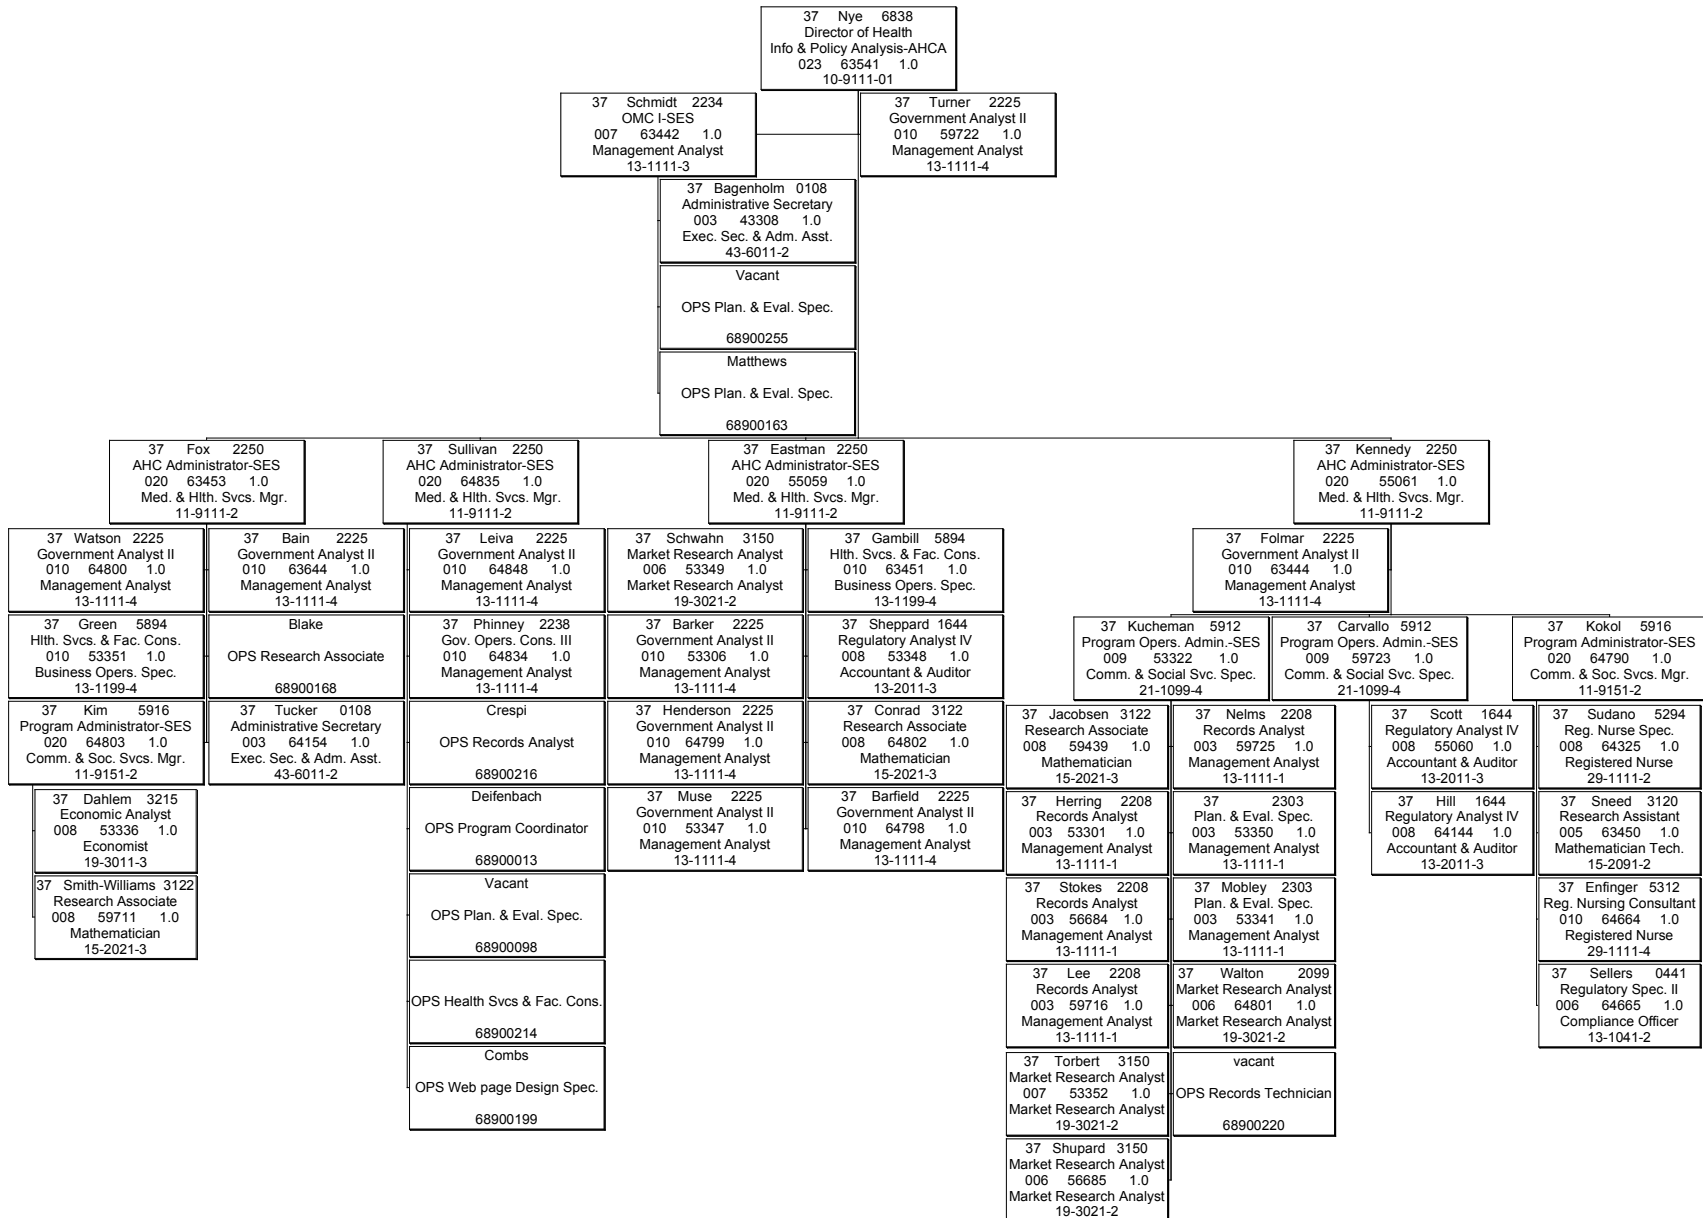 37 Nye 6838
Director of Health
Info & Policy Analysis-AHCA
023 63541 1.0
10-9111-01
37 Schmidt 2234
OMC I-SES
007 63442 1.0
Management Analyst
13-1111-3
37 Turner 2225
Government Analyst II
010 59722 1.0
Management Analyst
13-1111-4
37 Bagenholm 0108
Administrative Secretary
003 43308 1.0
Exec. Sec. & Adm. Asst.
43-6011-2
Vacant
OPS Plan. & Eval. Spec.
68900255
Matthews
OPS Plan. & Eval. Spec.
68900163
37 Fox 2250
AHC Administrator-SES
020 63453 1.0
Med. & Hlth. Svcs. Mgr.
11-9111-2
37 Sullivan 2250
AHC Administrator-SES
020 64835 1.0
Med. & Hlth. Svcs. Mgr.
11-9111-2
37 Eastman 2250
AHC Administrator-SES
020 55059 1.0
Med. & Hlth. Svcs. Mgr.
11-9111-2
37 Kennedy 2250
AHC Administrator-SES
020 55061 1.0
Med. & Hlth. Svcs. Mgr.
11-9111-2
37 Watson 2225
Government Analyst II
010 64800 1.0
Management Analyst
13-1111-4
37 Bain 2225
Government Analyst II
010 63644 1.0
Management Analyst
13-1111-4
37 Green 5894
Hlth. Svcs. & Fac. Cons.
010 53351 1.0
Business Opers. Spec.
13-1199-4
Blake
OPS Research Associate
68900168
37 Kim 5916
Program Administrator-SES
020 64803 1.0
Comm. & Soc. Svcs. Mgr.
11-9151-2
37 Tucker 0108
Administrative Secretary
003 64154 1.0
Exec. Sec. & Adm. Asst.
43-6011-2
37 Dahlem 3215
Economic Analyst
008 53336 1.0
Economist
19-3011-3
37 Smith-Williams 3122
Research Associate
008 59711 1.0
Mathematician
15-2021-3
37 Leiva 2225
Government Analyst II
010 64848 1.0
Management Analyst
13-1111-4
37 Phinney 2238
Gov. Opers. Cons. III
010 64834 1.0
Management Analyst
13-1111-4
Crespi
OPS Records Analyst
68900216
Deifenbach
OPS Program Coordinator
68900013
Vacant
OPS Plan. & Eval. Spec.
68900098
OPS Health Svcs & Fac. Cons.
68900214
Combs
OPS Web page Design Spec.
68900199
37 Schwahn 3150
Market Research Analyst
006 53349 1.0
Market Research Analyst
19-3021-2
37 Gambill 5894
Hlth. Svcs. & Fac. Cons.
010 63451 1.0
Business Opers. Spec.
13-1199-4
37 Barker 2225
Government Analyst II
010 53306 1.0
Management Analyst
13-1111-4
37 Sheppard 1644
Regulatory Analyst IV
008 53348 1.0
Accountant & Auditor
13-2011-3
37 Henderson 2225
Government Analyst II
010 64799 1.0
Management Analyst
13-1111-4
37 Conrad 3122
Research Associate
008 64802 1.0
Mathematician
15-2021-3
37 Muse 2225
Government Analyst II
010 53347 1.0
Management Analyst
13-1111-4
37 Barfield 2225
Government Analyst II
010 64798 1.0
Management Analyst
13-1111-4
37 Folmar 2225
Government Analyst II
010 63444 1.0
Management Analyst
13-1111-4
37 Kucheman 5912
Program Opers. Admin.-SES
009 53322 1.0
Comm. & Social Svc. Spec.
21-1099-4
37 Carvallo 5912
Program Opers. Admin.-SES
009 59723 1.0
Comm. & Social Svc. Spec.
21-1099-4
37 Kokol 5916
Program Administrator-SES
020 64790 1.0
Comm. & Soc. Svcs. Mgr.
11-9151-2
37 Jacobsen 3122
Research Associate
008 59439 1.0
Mathematician
15-2021-3
37 Nelms 2208
Records Analyst
003 59725 1.0
Management Analyst
13-1111-1
37 Herring 2208
Records Analyst
003 53301 1.0
Management Analyst
13-1111-1
37 2303
Plan. & Eval. Spec.
003 53350 1.0
Management Analyst
13-1111-1
37 Stokes 2208
Records Analyst
003 56684 1.0
Management Analyst
13-1111-1
37 Mobley 2303
Plan. & Eval. Spec.
003 53341 1.0
Management Analyst
13-1111-1
37 Lee 2208
Records Analyst
003 59716 1.0
Management Analyst
13-1111-1
37 Walton 2099
Market Research Analyst
006 64801 1.0
Market Research Analyst
19-3021-2
37 Torbert 3150
Market Research Analyst
007 53352 1.0
Market Research Analyst
19-3021-2
vacant
OPS Records Technician
68900220
37 Shupard 3150
Market Research Analyst
006 56685 1.0
Market Research Analyst
19-3021-2
37 Scott 1644
Regulatory Analyst IV
008 55060 1.0
Accountant & Auditor
13-2011-3
37 Hill 1644
Regulatory Analyst IV
008 64144 1.0
Accountant & Auditor
13-2011-3
37 Sudano 5294
Reg. Nurse Spec.
008 64325 1.0
Registered Nurse
29-1111-2
37 Sneed 3120
Research Assistant
005 63450 1.0
Mathematician Tech.
15-2091-2
37 Enfinger 5312
Reg. Nursing Consultant
010 64664 1.0
Registered Nurse
29-1111-4
37 Sellers 0441
Regulatory Spec. II
006 64665 1.0
Compliance Officer
13-1041-2